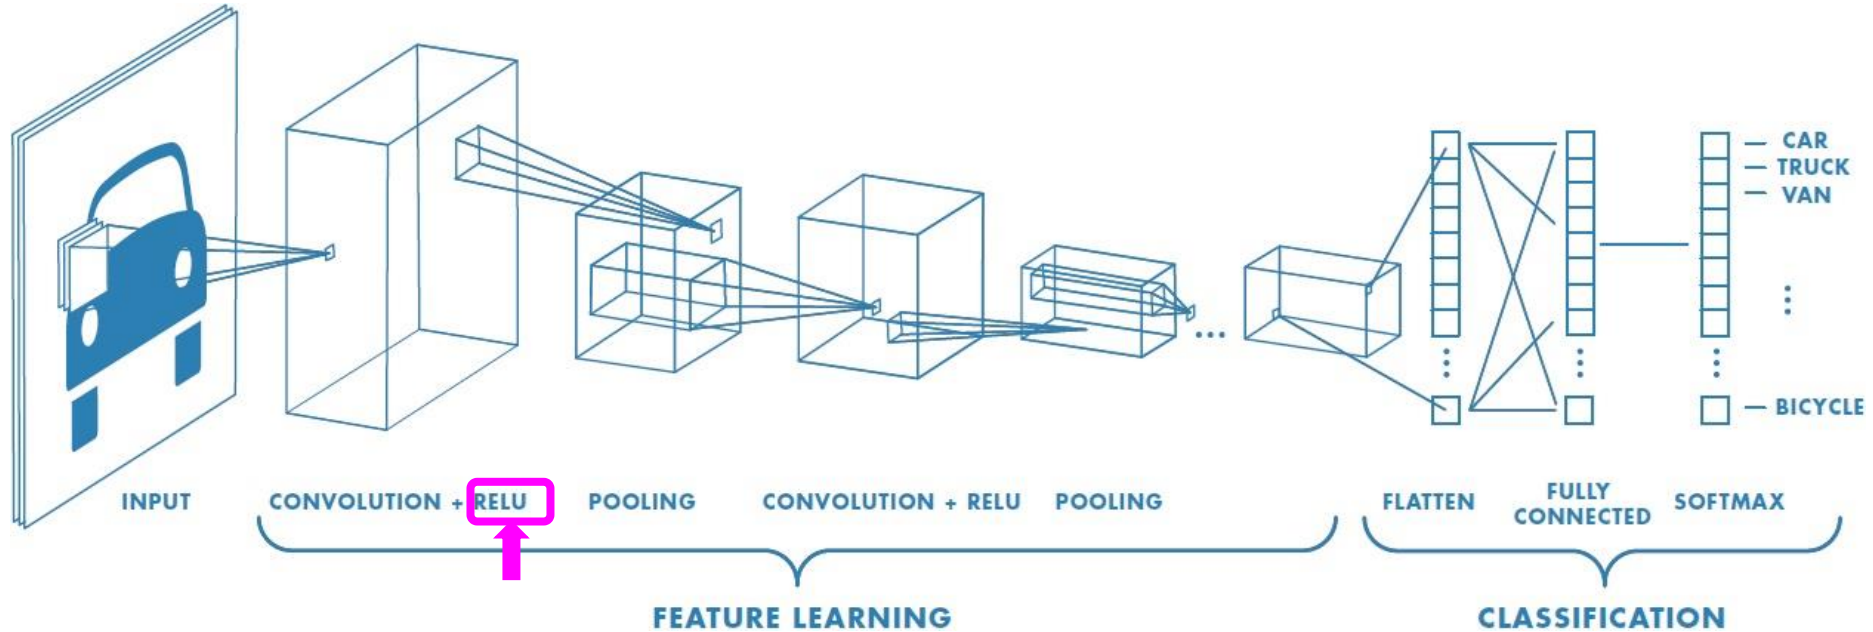 CAR
TRUCK
VAN
BICYCLE
INPUT
CONVOLUTION + RELU
POOLING
CONVOLUTION + RELU
POOLING
FLATTEN
FULLY
CONNECTED
SOFTMAX
FEATURE LEARNING
CLASSIFICATION